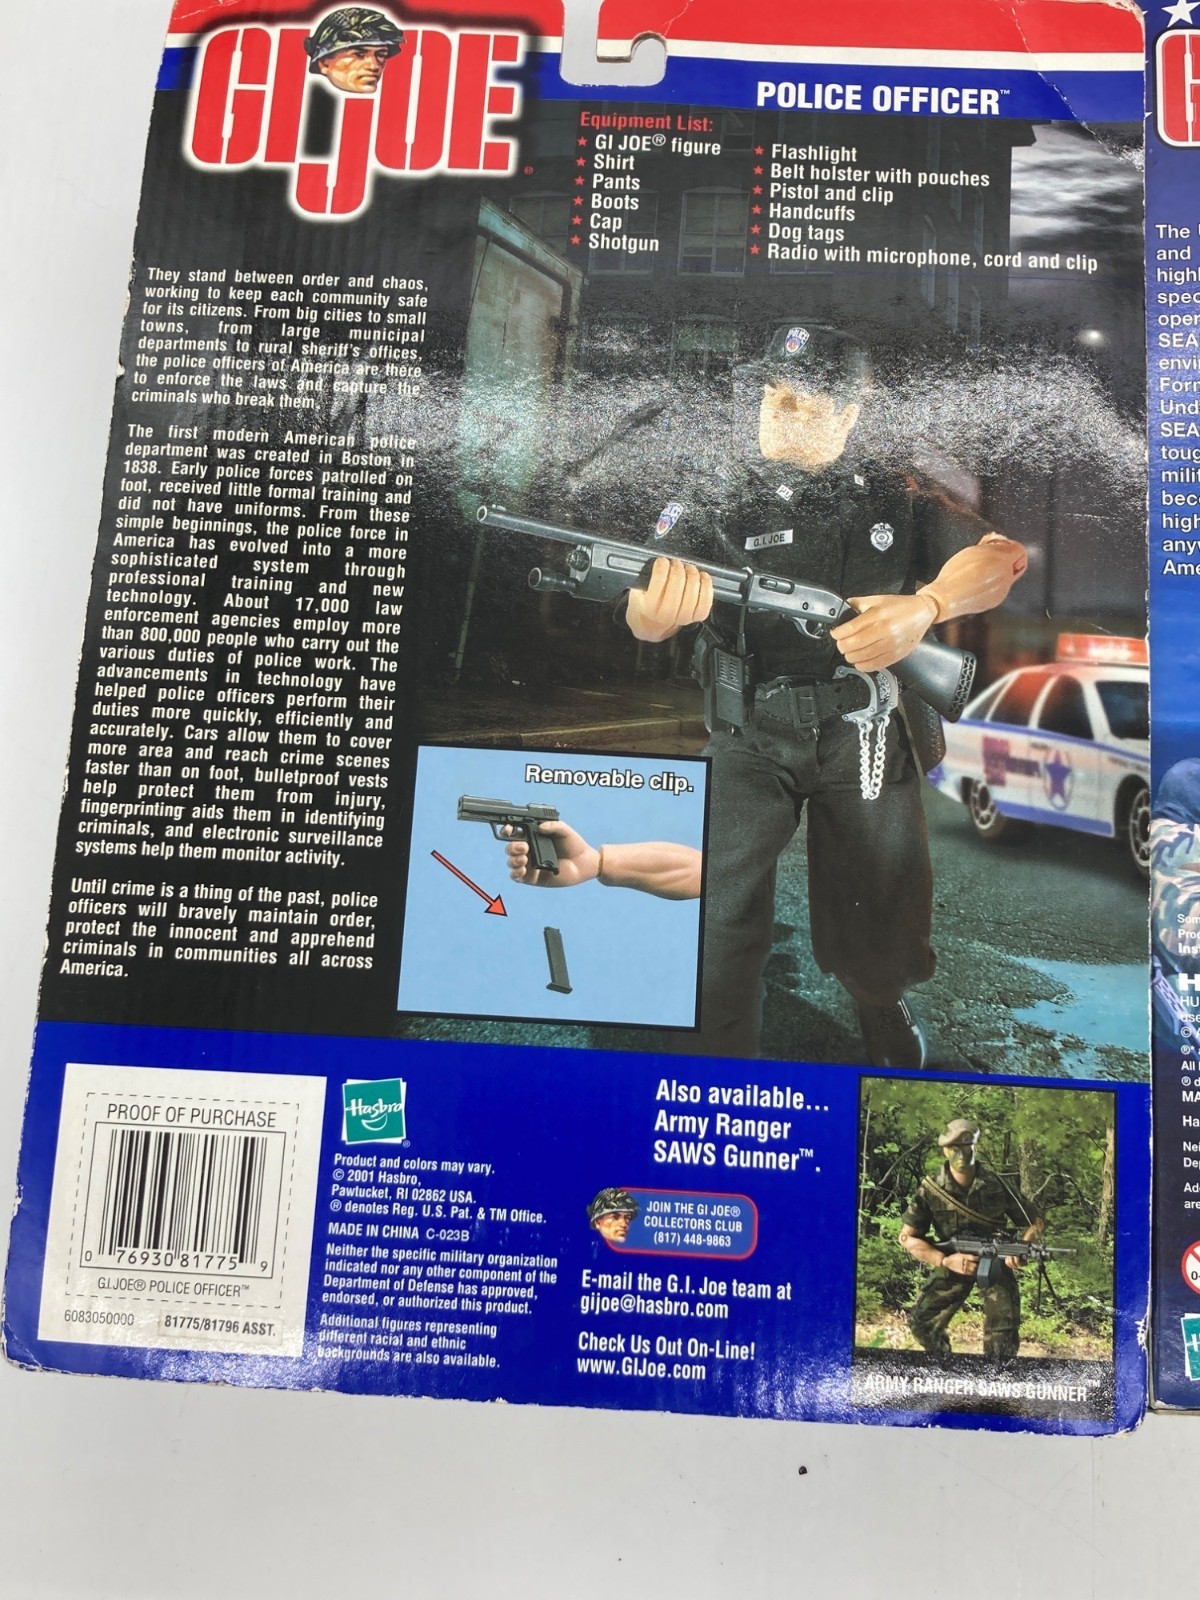 GI JOE ®
POLICE OFFICER™
Equipment List:
★ GI JOE® figure
★ Shirt
★ Pants
★ Boots
★ Cap
★ Shotgun
★ Flashlight
★ Belt holster with pouches
★ Pistol and clip
★ Handcuffs
★ Dog tags
★ Radio with microphone, cord and clip
They stand between order and chaos,
working to keep each community safe
for its citizens. From big cities to small
towns, from large municipal
departments to rural sheriff's offices,
the police officers of America are there
to enforce the laws and capture the
criminals who break them.
The first modern American police
department was created in Boston in
1838. Early police forces patrolled on
foot, received little formal training and
did not have uniforms. From these
simple beginnings, the police force in
America has evolved into a more
sophisticated system through
professional training and new
technology. About 17,000 law
enforcement agencies employ more
than 800,000 people who carry out the
various duties of police work. The
advancements in technology have
helped police officers perform their
duties more quickly, efficiently and
accurately. Cars allow them to cover
more area and reach crime scenes
faster than on foot, bulletproof vests
help protect them from injury,
fingerprinting aids them in identifying
criminals, and electronic surveillance
systems help them monitor activity.
Until crime is a thing of the past, police
officers will bravely maintain order,
protect the innocent and apprehend
criminals in communities all across
America.
POLICE
G.I. JOE
Removable clip.
PROOF OF PURCHASE
0 76930 81775 9
G.I.JOE® POLICE OFFICER™
6083050000 81775/81796 ASST.
Hasbro ®
Product and colors may vary.
© 2001 Hasbro,
Pawtucket, RI 02862 USA.
® denotes Reg. U.S. Pat. & TM Office.
MADE IN CHINA C-023B
Neither the specific military organization
indicated nor any other component of the
Department of Defense has approved,
endorsed, or authorized this product.
Additional figures representing
different racial and ethnic
backgrounds are also available.
Also available...
Army Ranger
SAWS Gunner™.
JOIN THE GI JOE®
COLLECTORS CLUB
(817) 448-9863
E-mail the G.I. Joe team at
gijoe@hasbro.com
Check Us Out On-Line!
www.GIJoe.com
ARMY RANGER SAWS GUNNER™
The
and
SEA
SEA